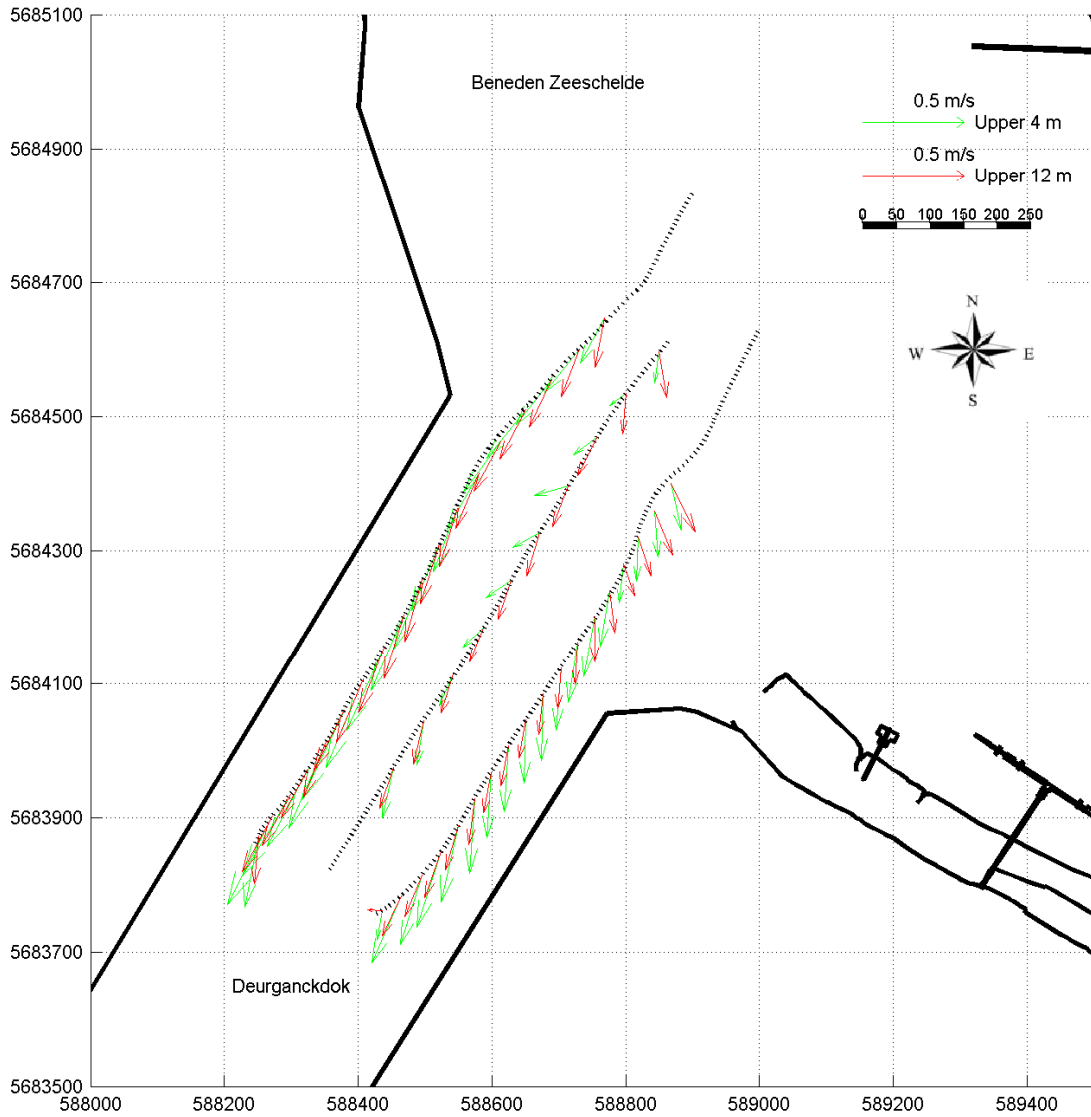 5685100
Beneden Zeeschelde
0.5 m/s
Upper 4 m
5684900
0.5 m/s
Upper 12 m
0 50 100 150 200 250
5684700
N
W E
S
5684500
5684300
5684100
5683900
5683700
Deurganckdok
5683500
588000 588200 588400 588600 588800 589000 589200 589400